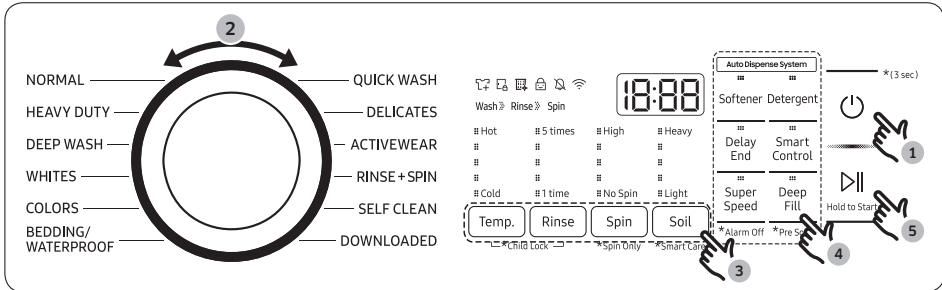 2
NORMAL
HEAVY DUTY
DEEP WASH
WHITES
COLORS
BEDDING/
WATERPROOF
QUICK WASH
DELICATES
ACTIVEWEAR
RINSE+SPIN
SELF CLEAN
DOWNLOADED
Wash» Rinse» Spin
18:88
Hot 5 times High Heavy
Cold 1 time No Spin Light
Temp. Rinse Spin Soil
*Child Lock *Spin Only *Smart Care
3
Auto Dispense System
Softener Detergent
Delay
End
Smart
Control
Super
Speed
Deep
Fill
*Alarm Off *Pre
4
*(3 sec)
1
Hold to Start
5